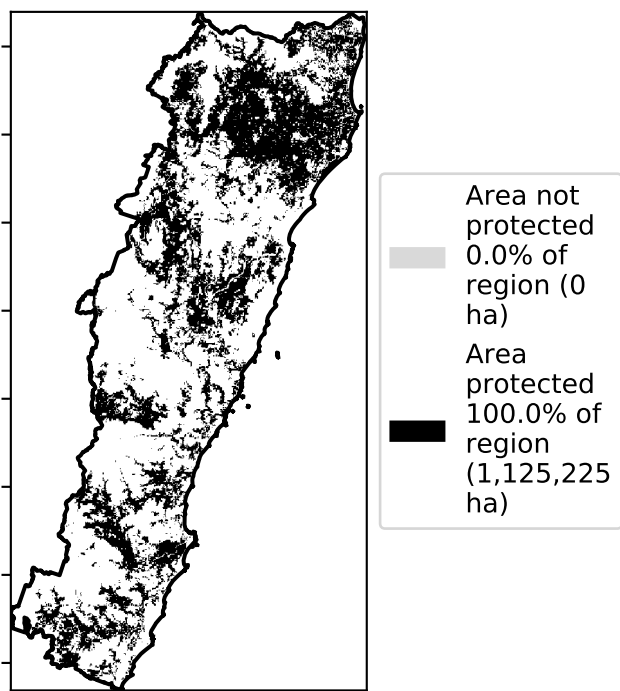 Area not
protected
0.0% of
region (0
ha)
Area
protected
100.0% of
region
(1,125,225
ha)